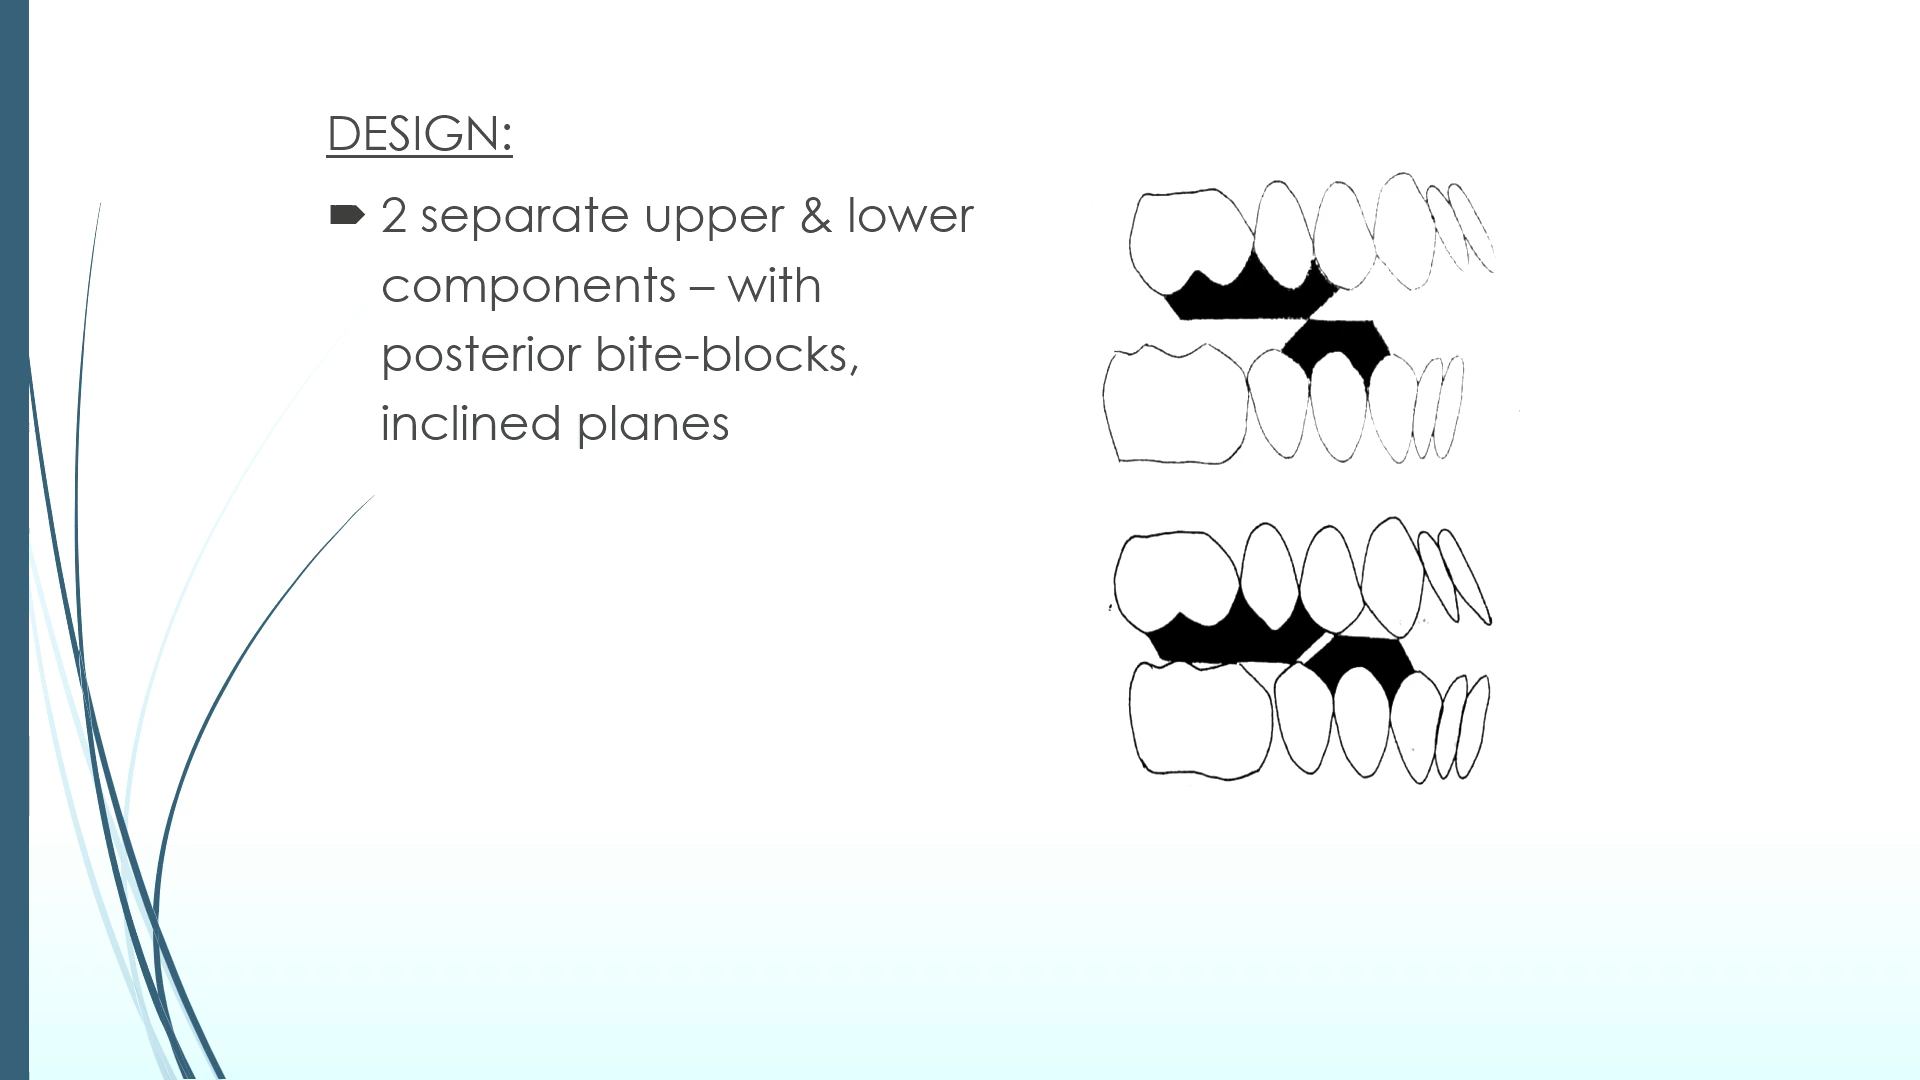 DESIGN:
2 separate upper & lower
components – with
posterior bite-blocks,
inclined planes